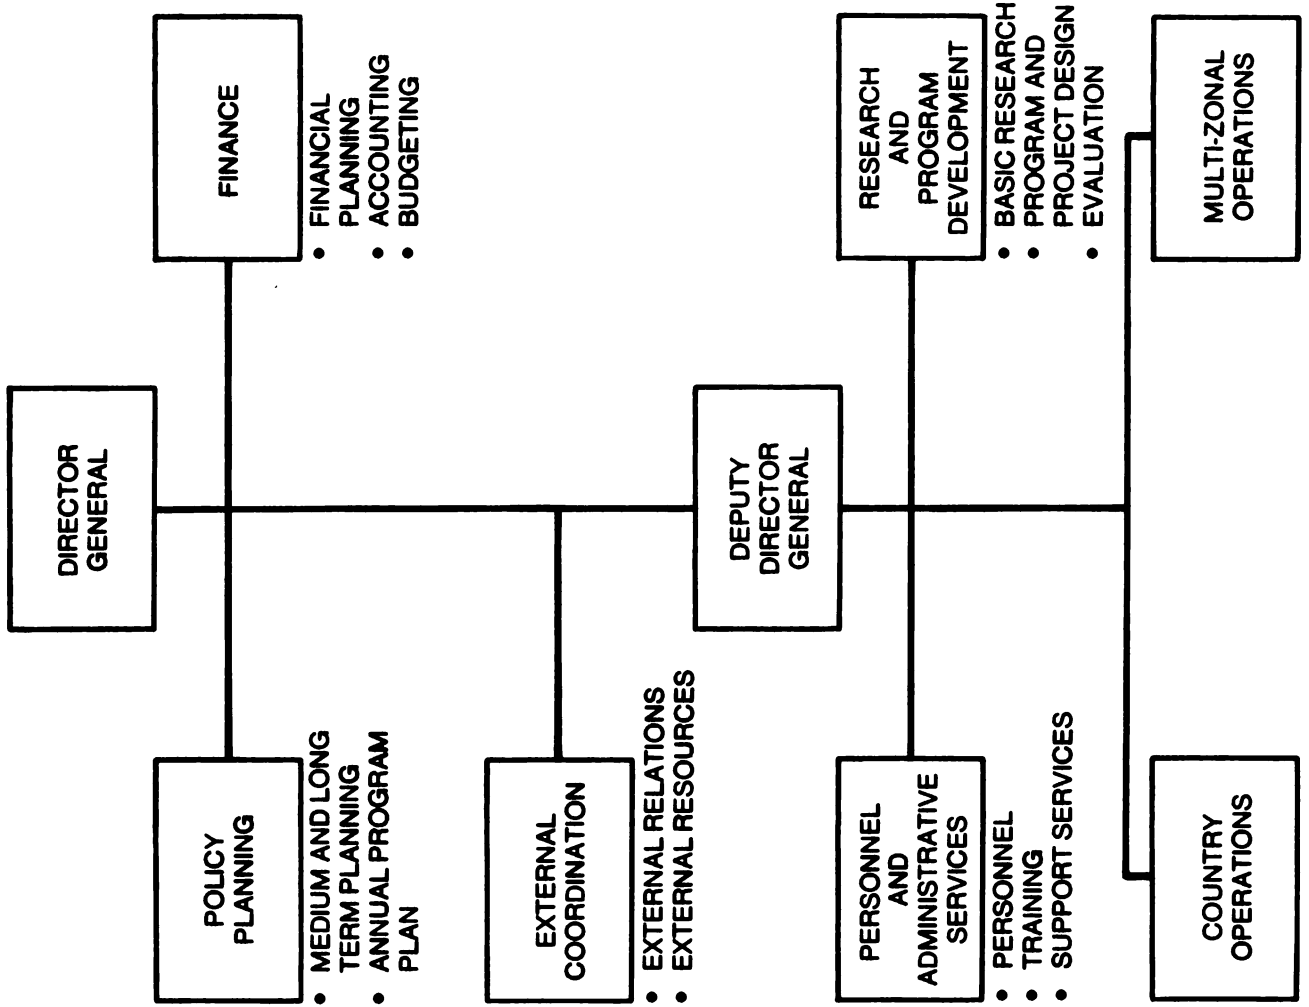 DIRECTOR
GENERAL
POLICY
PLANNING
• MEDIUM AND LONG
TERM PLANNING
• ANNUAL PROGRAM
PLAN
FINANCE
• FINANCIAL
PLANNING
• ACCOUNTING
• BUDGETING
EXTERNAL
COORDINATION
• EXTERNAL RELATIONS
• EXTERNAL RESOURCES
DEPUTY
DIRECTOR
GENERAL
PERSONNEL
AND
ADMINISTRATIVE
SERVICES
• PERSONNEL
• TRAINING
• SUPPORT SERVICES
RESEARCH
AND
PROGRAM
DEVELOPMENT
• BASIC RESEARCH
• PROGRAM AND
PROJECT DESIGN
• EVALUATION
COUNTRY
OPERATIONS
MULTI-ZONAL
OPERATIONS